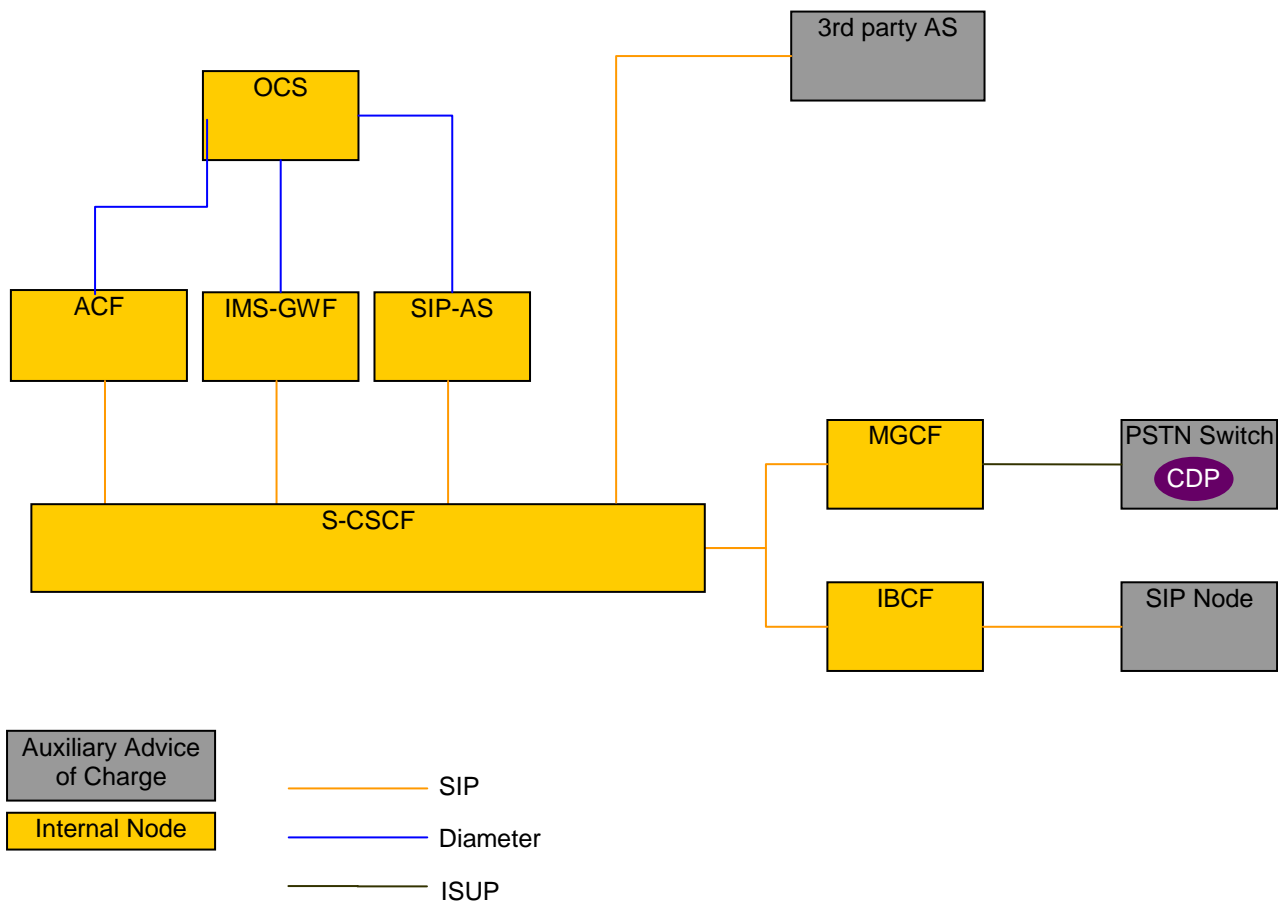 3rd party AS
OCS
ACF
IMS-GWF
SIP-AS
MGCF
PSTN Switch
CDP
S-CSCF
IBCF
SIP Node
Auxiliary Advice
of Charge
SIP
Internal Node
Diameter
ISUP